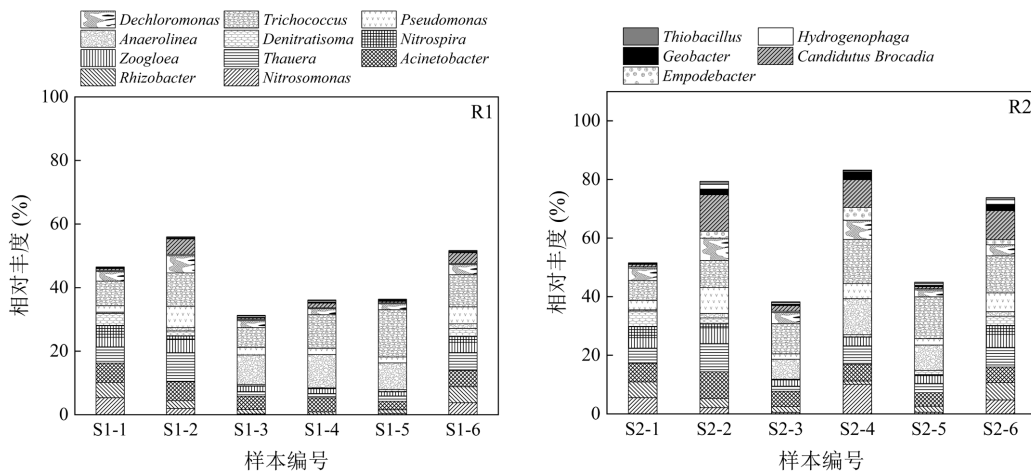 Dechloromonas Trichococcus Pseudomonas
Anaerolinea Denitratisoma Nitrospira
Zoogloea Thauera Acinetobacter
Rhizobacter Nitrosomonas
R1
100
80
60
40
20
0
相对丰度 (%)
S1-1 S1-2 S1-3 S1-4 S1-5 S1-6
样本编号
Thiobacillus Hydrogenophaga
Geobacter Candidutus Brocadia
Empodebacter
R2
100
80
60
40
20
0
相对丰度 (%)
S2-1 S2-2 S2-3 S2-4 S2-5 S2-6
样本编号